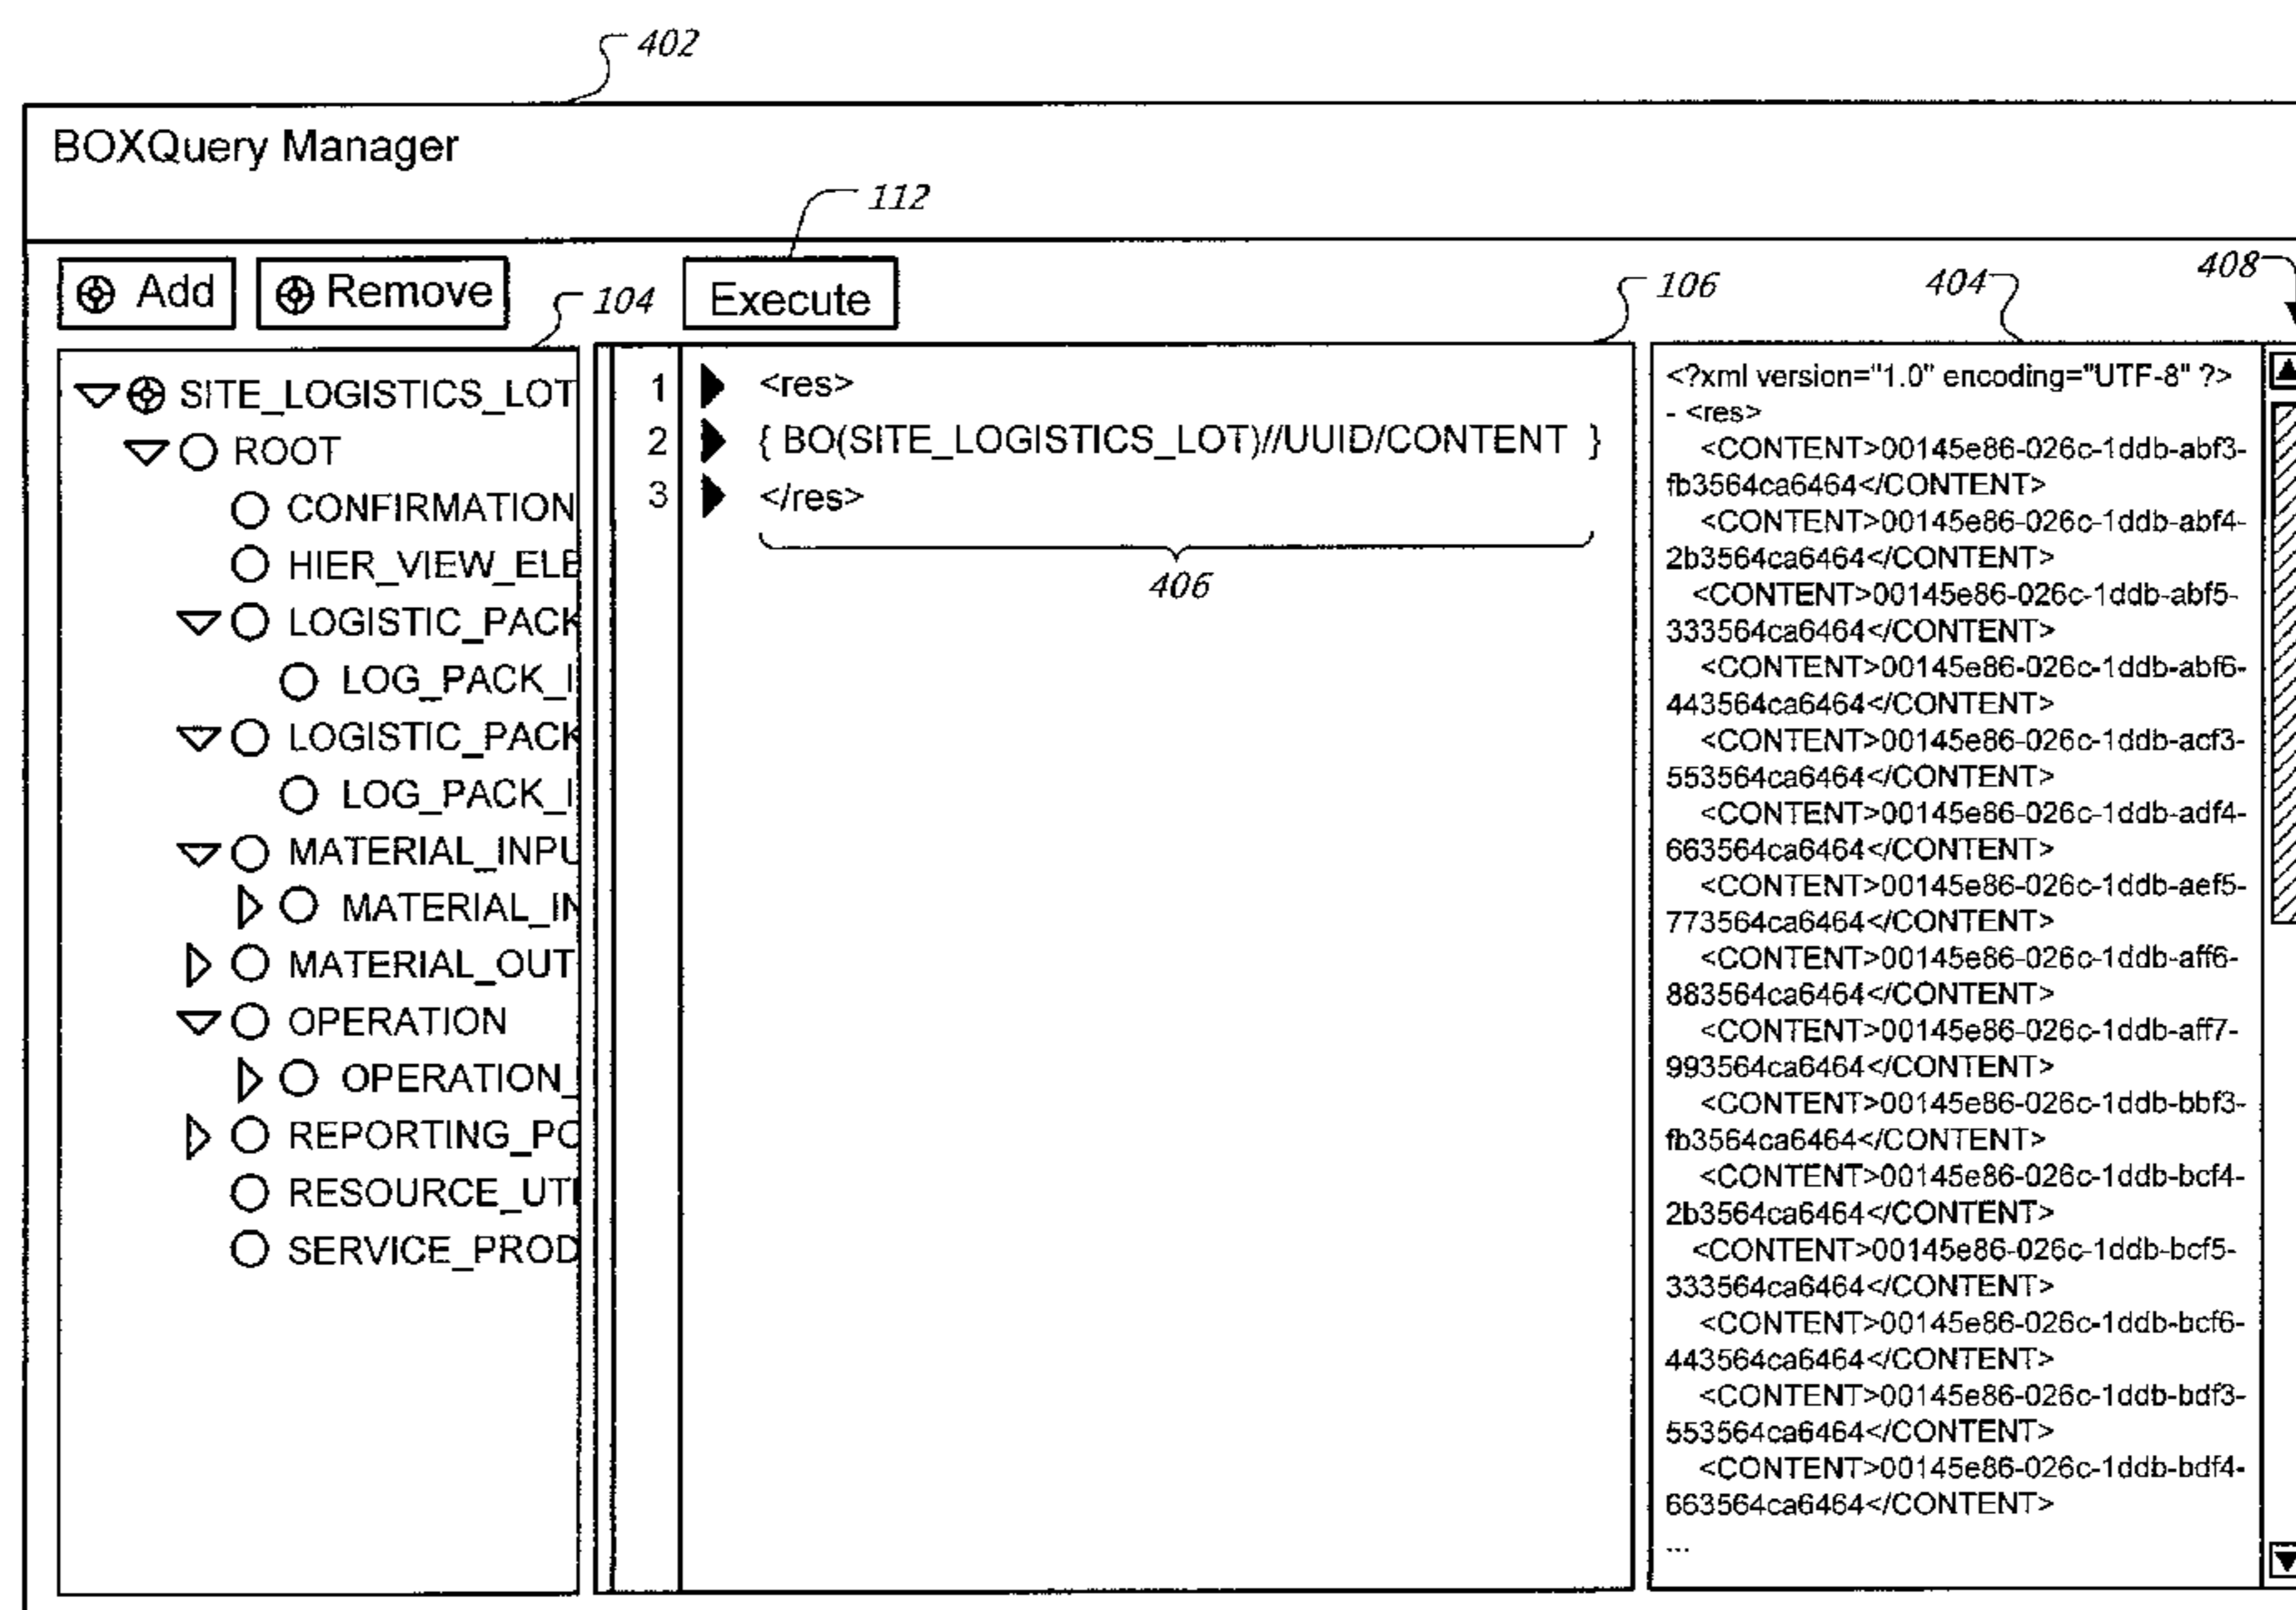 402
BOXQuery Manager
112
Add
Remove
Execute
104
106
404
408
SITE_LOGISTICS_LOT
ROOT
CONFIRMATION
HIER_VIEW_ELE
LOGISTIC_PACK
LOG_PACK_I
LOGISTIC_PACK
LOG_PACK_I
MATERIAL_INPU
MATERIAL_IN
MATERIAL_OUT
OPERATION
OPERATION_
REPORTING_PO
RESOURCE_UTI
SERVICE_PROD
1 <res>
2 { BO(SITE_LOGISTICS_LOT)//UUID/CONTENT }
3 </res>
406
<?xml version="1.0" encoding="UTF-8" ?>
- <res>
<CONTENT>00145e86-026c-1ddb-abf3-
fb3564ca6464</CONTENT>
<CONTENT>00145e86-026c-1ddb-abf4-
2b3564ca6464</CONTENT>
<CONTENT>00145e86-026c-1ddb-abf5-
333564ca6464</CONTENT>
<CONTENT>00145e86-026c-1ddb-abf6-
443564ca6464</CONTENT>
<CONTENT>00145e86-026c-1ddb-acf3-
553564ca6464</CONTENT>
<CONTENT>00145e86-026c-1ddb-adf4-
663564ca6464</CONTENT>
<CONTENT>00145e86-026c-1ddb-aef5-
773564ca6464</CONTENT>
<CONTENT>00145e86-026c-1ddb-aff6-
883564ca6464</CONTENT>
<CONTENT>00145e86-026c-1ddb-aff7-
993564ca6464</CONTENT>
<CONTENT>00145e86-026c-1ddb-bbf3-
fb3564ca6464</CONTENT>
<CONTENT>00145e86-026c-1ddb-bcf4-
2b3564ca6464</CONTENT>
<CONTENT>00145e86-026c-1ddb-bcf5-
333564ca6464</CONTENT>
<CONTENT>00145e86-026c-1ddb-bcf6-
443564ca6464</CONTENT>
<CONTENT>00145e86-026c-1ddb-bdf3-
553564ca6464</CONTENT>
<CONTENT>00145e86-026c-1ddb-bdf4-
663564ca6464</CONTENT>
...